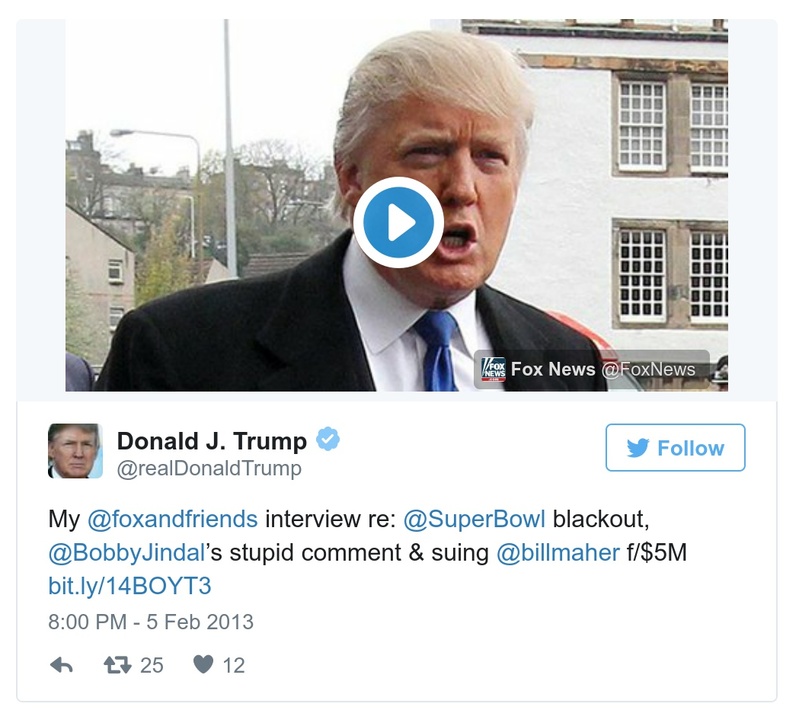 FOX
NEWS
Fox News @FoxNews
Donald J. Trump
@realDonaldTrump
Follow
My @foxandfriends interview re: @SuperBowl blackout,
@BobbyJindal’s stupid comment & suing @billmaher f/$5M
bit.ly/14BOYT3
8:00 PM - 5 Feb 2013
25 12